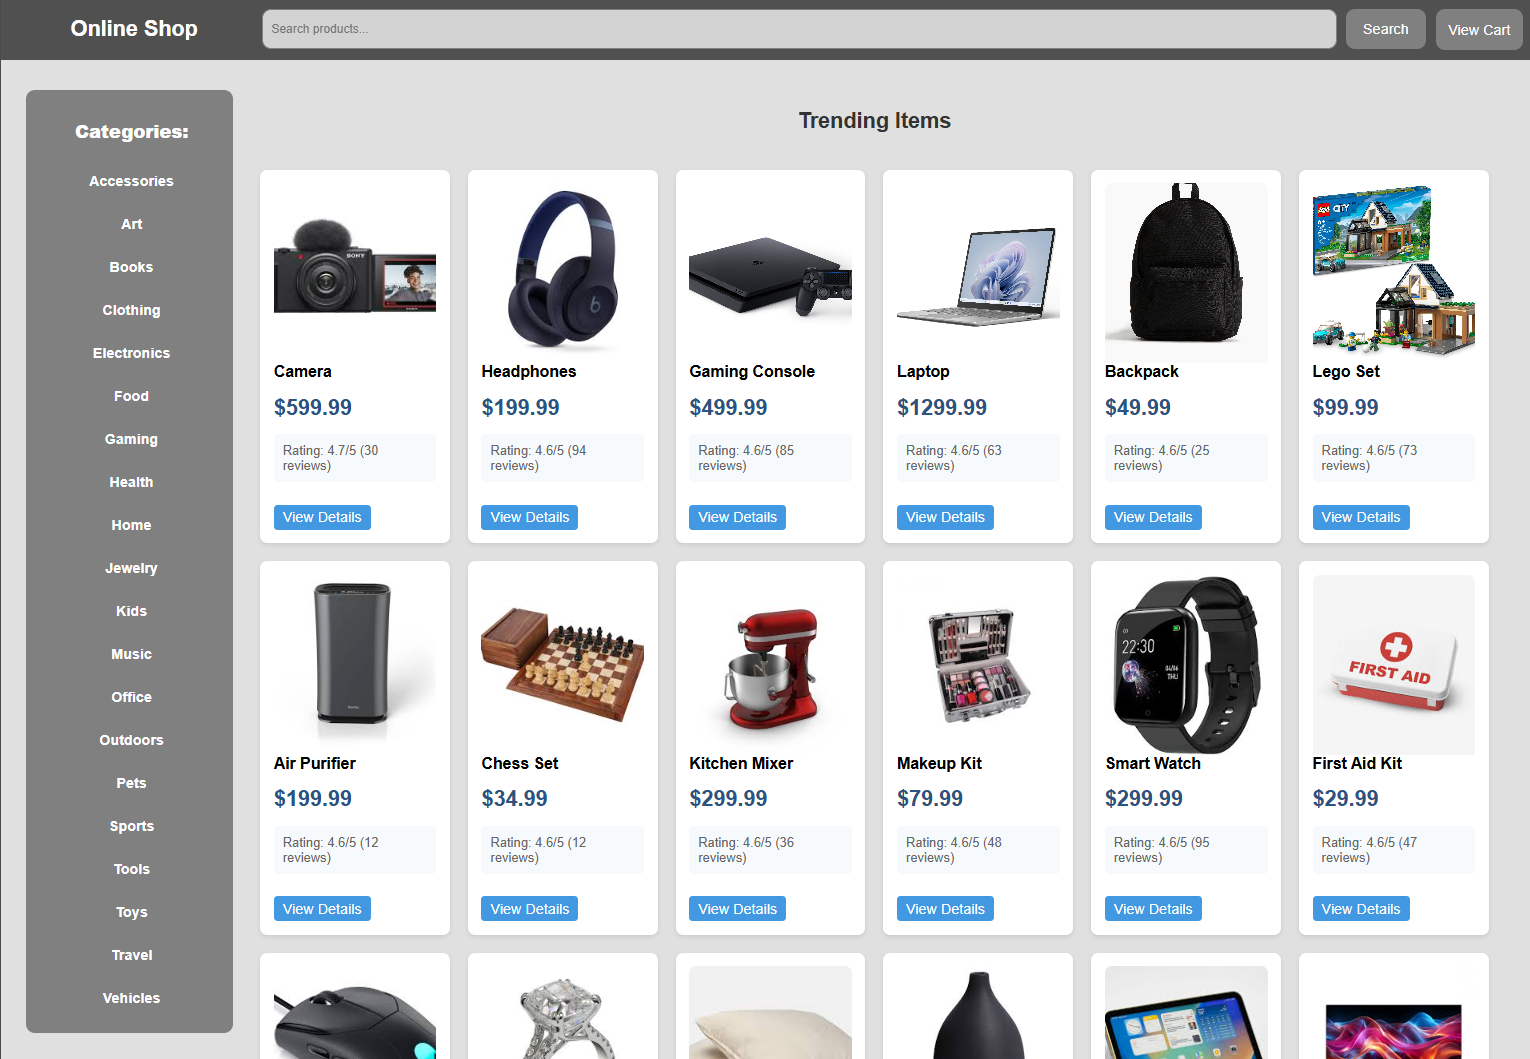 Online Shop
Search products...
Search
View Cart
Categories:
Accessories
Art
Books
Clothing
Electronics
Food
Gaming
Health
Home
Jewelry
Kids
Music
Office
Outdoors
Pets
Sports
Tools
Toys
Travel
Vehicles
Trending Items
SONY
Camera
$599.99
Rating: 4.7/5 (30
reviews)
View Details
Headphones
$199.99
Rating: 4.6/5 (94
reviews)
View Details
Gaming Console
$499.99
Rating: 4.6/5 (85
reviews)
View Details
Laptop
$1299.99
Rating: 4.6/5 (63
reviews)
View Details
Backpack
$49.99
Rating: 4.6/5 (25
reviews)
View Details
CITY
Lego Set
$99.99
Rating: 4.6/5 (73
reviews)
View Details
Air Purifier
$199.99
Rating: 4.6/5 (12
reviews)
View Details
Chess Set
$34.99
Rating: 4.6/5 (12
reviews)
View Details
Kitchen Mixer
$299.99
Rating: 4.6/5 (36
reviews)
View Details
Makeup Kit
$79.99
Rating: 4.6/5 (48
reviews)
View Details
22:30
04/06
THU
Smart Watch
$299.99
Rating: 4.6/5 (95
reviews)
View Details
FIRST AID
First Aid Kit
$29.99
Rating: 4.6/5 (47
reviews)
View Details